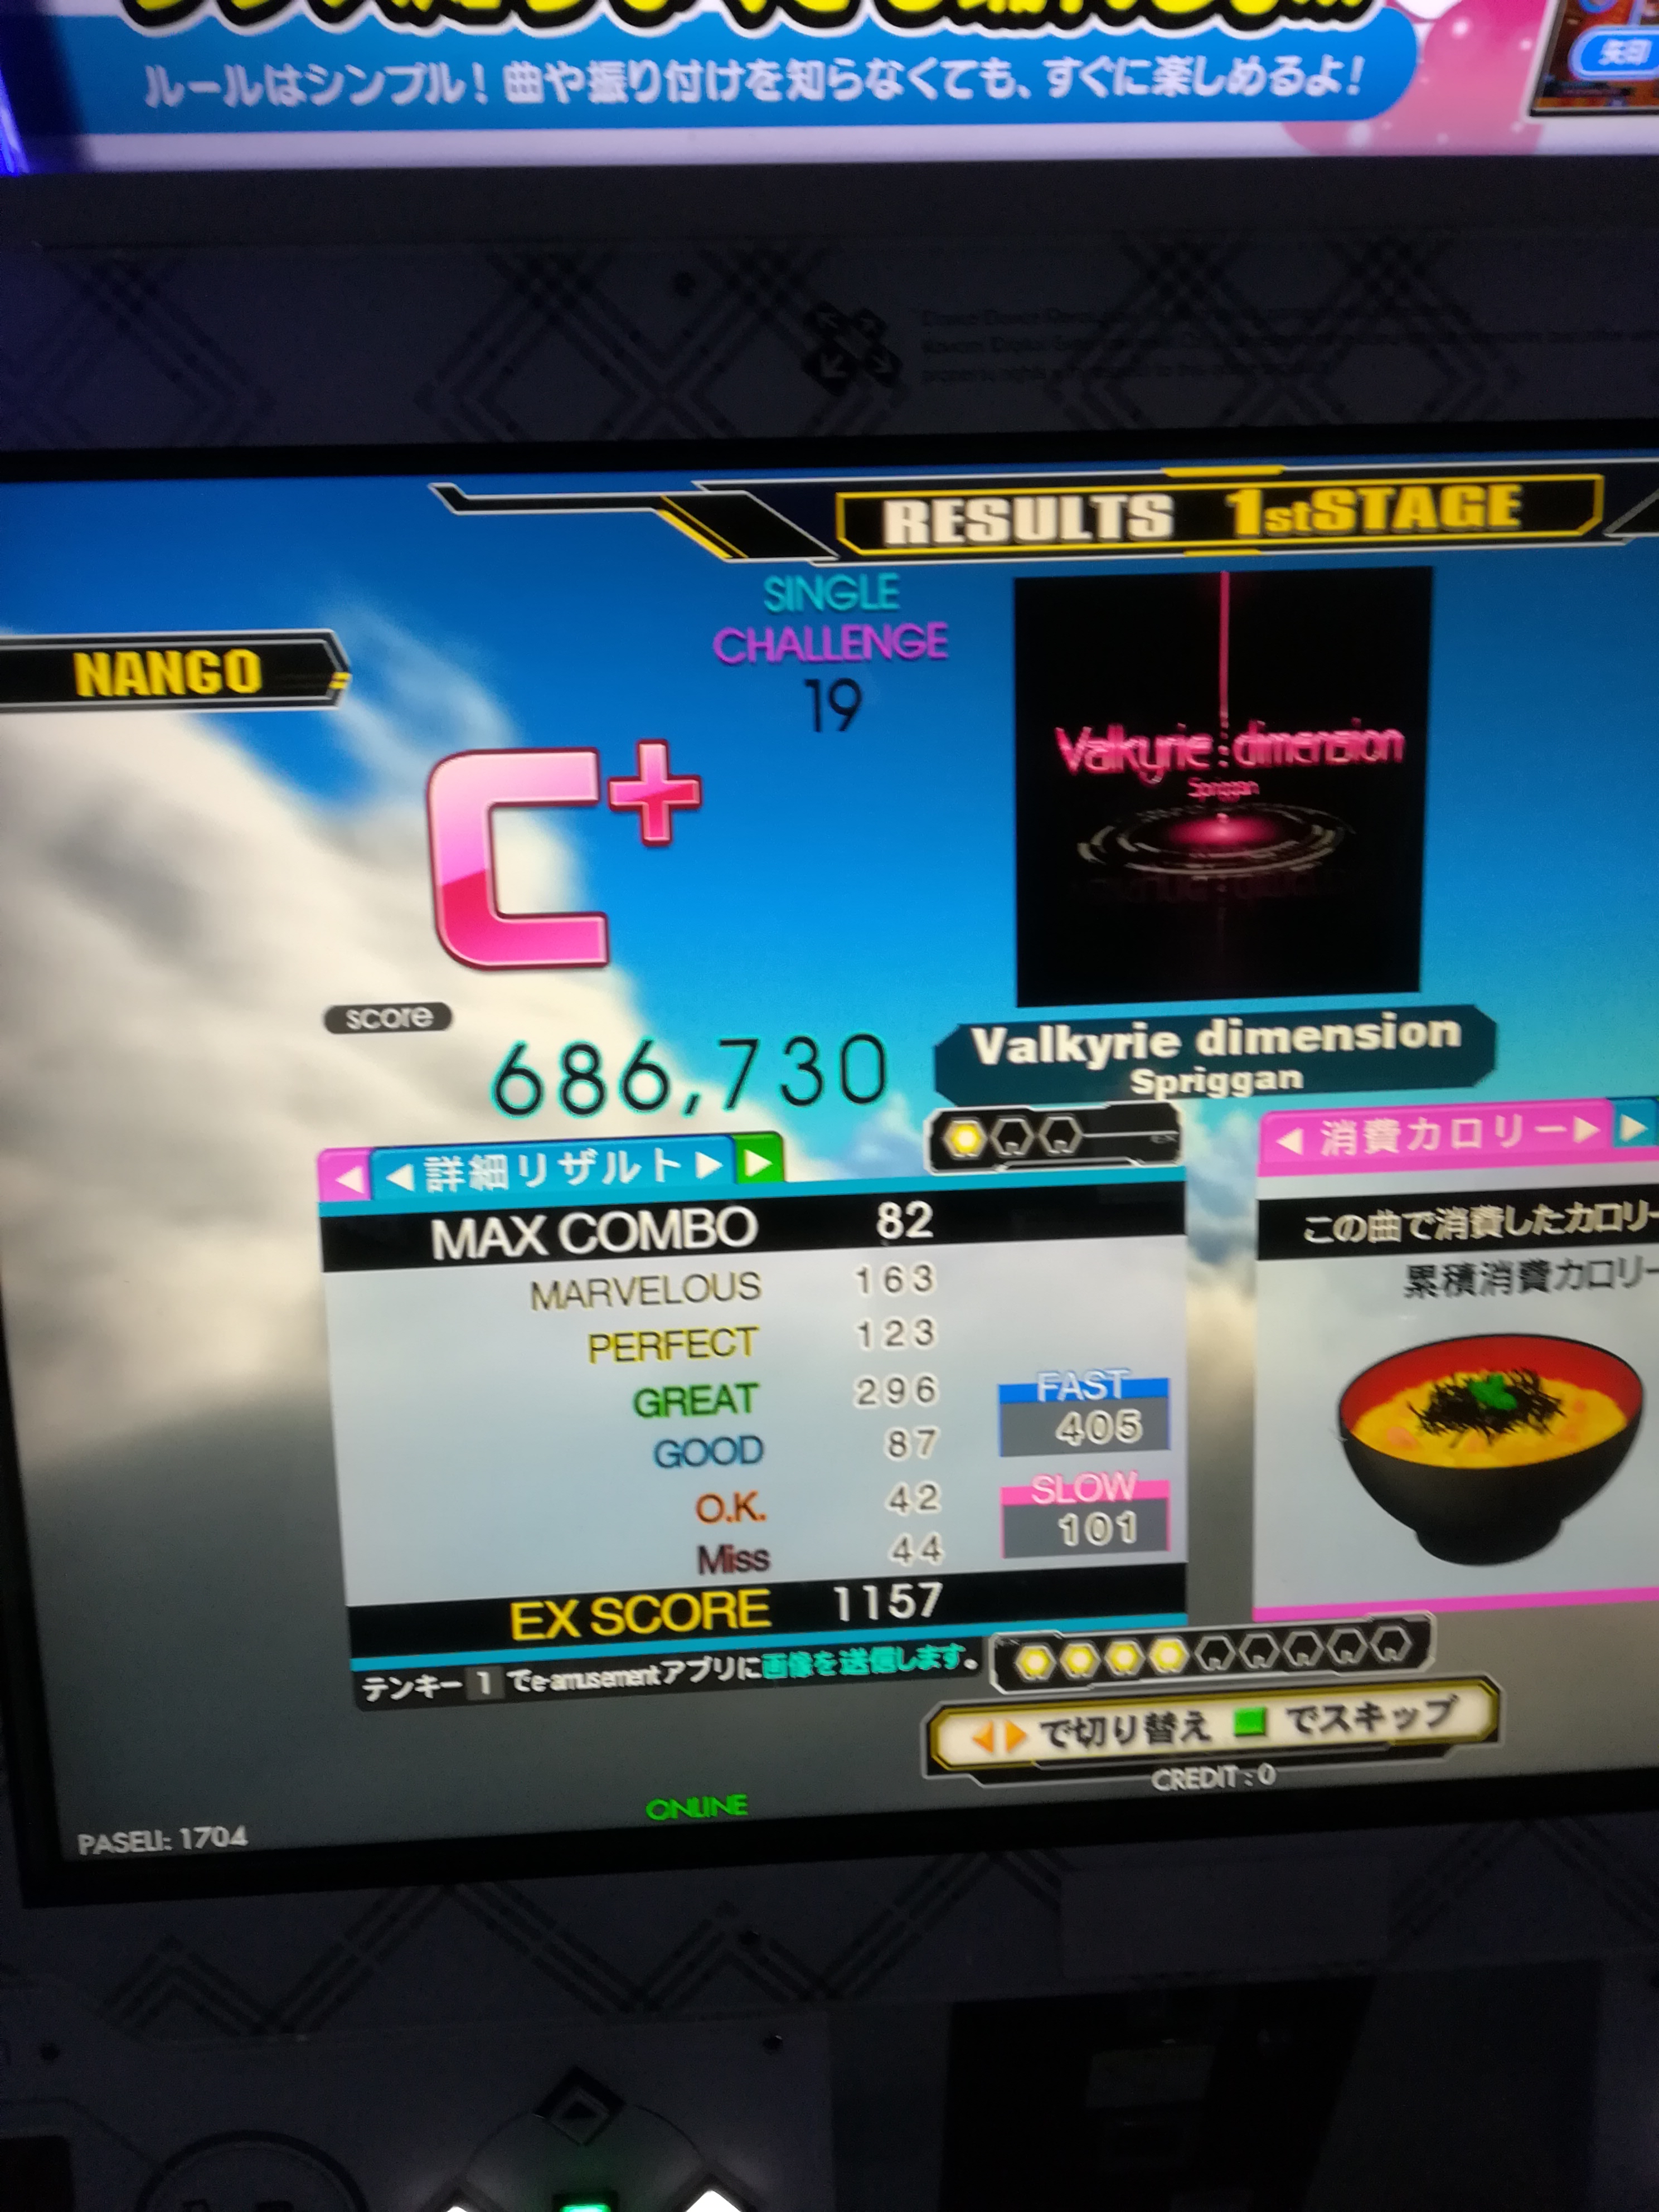 ルールはシンプル！曲や振り付けを知らなくても、すぐに楽しめるよ！
矢印
RESULTS 1stSTAGE
SINGLE
CHALLENGE
19
NANGO
C+
Valkyrie : dimension
Spriggan
score
686,730
Valkyrie dimension
Spriggan
詳細リザルト
消費カロリー
MAX COMBO 82
MARVELOUS 163
PERFECT 123
GREAT 296
GOOD 87
O.K. 42
Miss 44
FAST
405
SLOW
101
EX SCORE 1157
この曲で消費したカロリー
累積消費カロリー
テンキー 1 でe-amusementアプリに画像を送信します。
で切り替え でスキップ
CREDIT : 0
ONLINE
PASELI: 1704